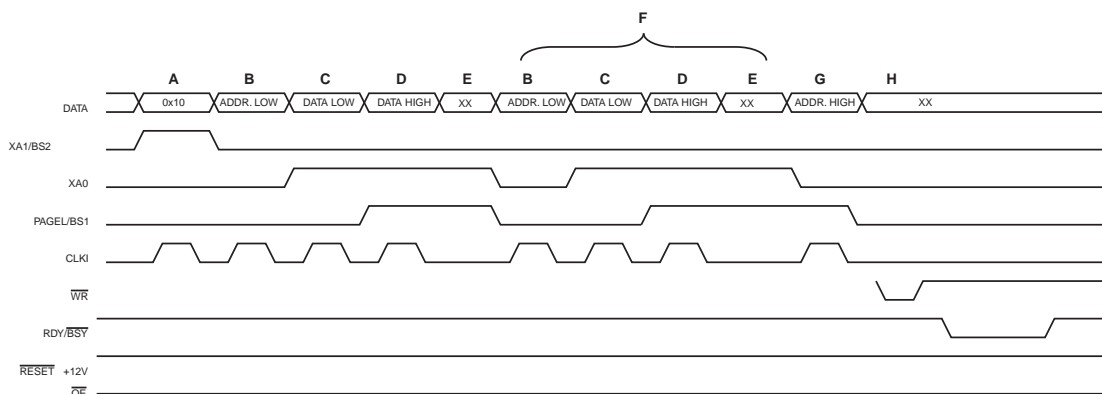 F
A B C D E B C D E G H
DATA 0x10 ADDR. LOW DATA LOW DATA HIGH XX ADDR. LOW DATA LOW DATA HIGH XX ADDR. HIGH XX
XA1/BS2
XA0
PAGEL/BS1
CLKI
WR
RDY/BSY
RESET +12V
OE